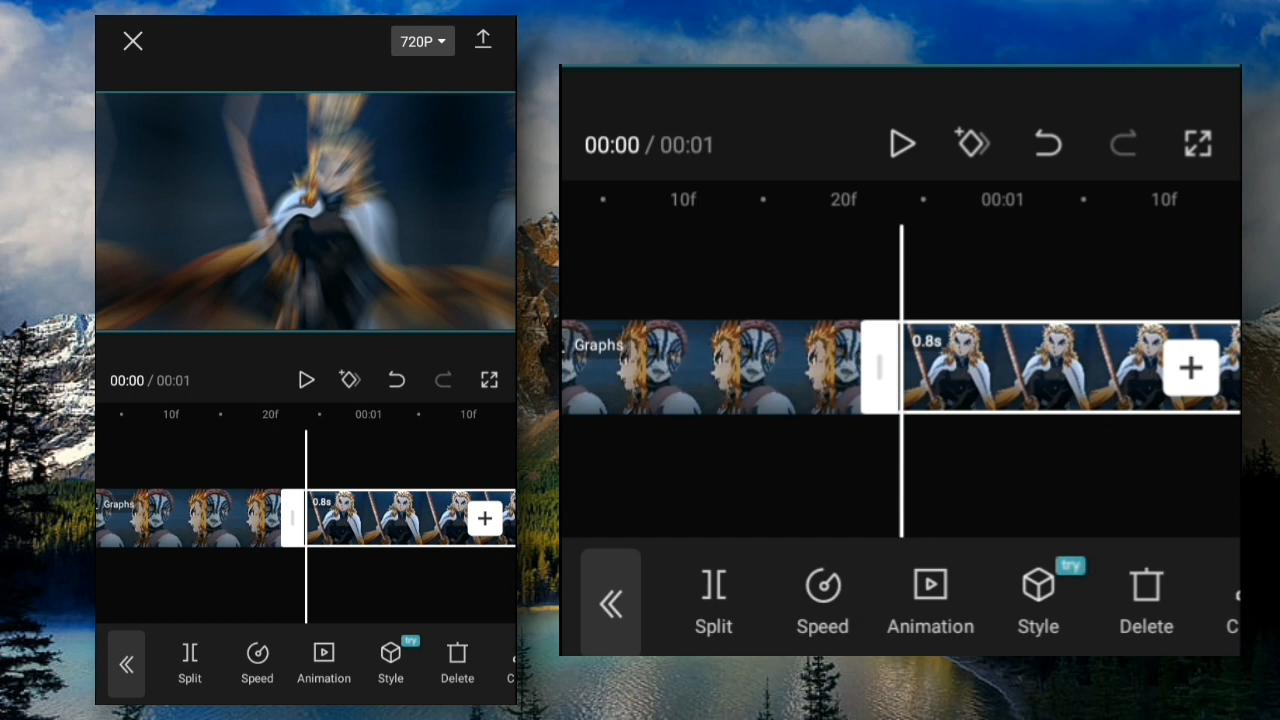 720P
00:00 / 00:01
10f 20f 00:01 10f
Graphs
0.8s
try
Split Speed Animation Style Delete C
00:00 / 00:01
10f 20f 00:01 10f
Graphs
0.8s
try
Split Speed Animation Style Delete C